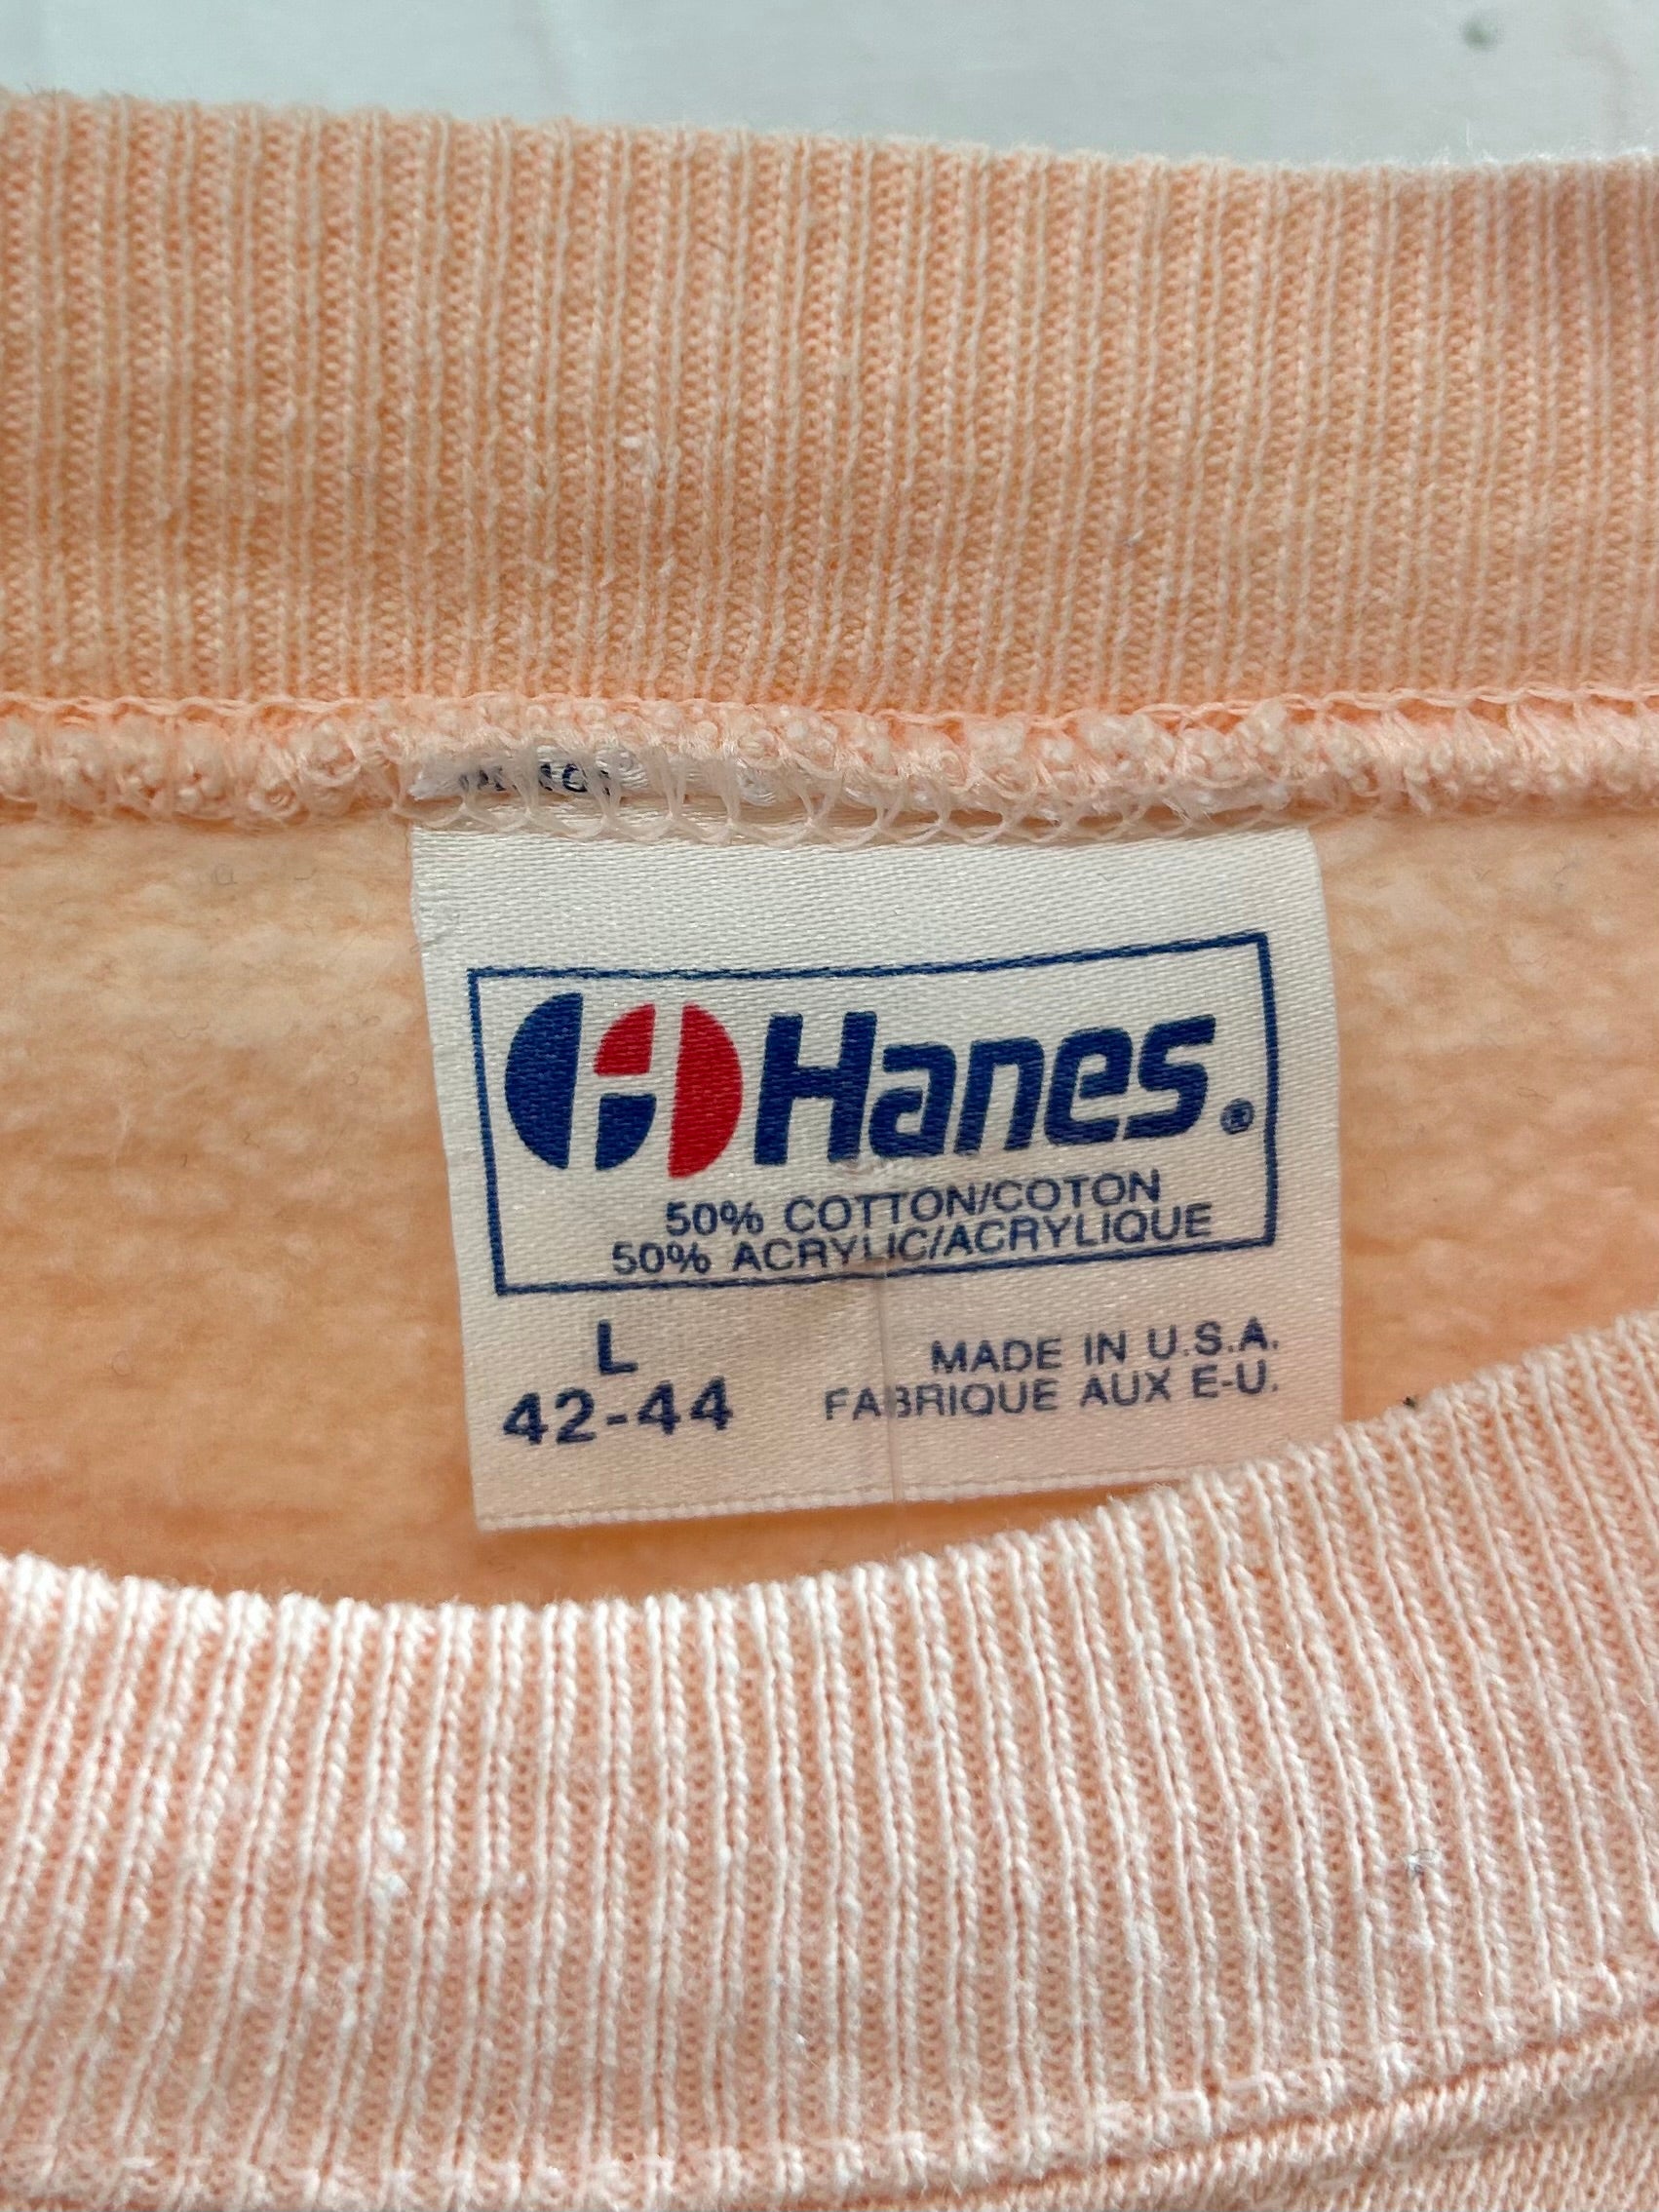 Hanes®
50% COTTON/COTON
50% ACRYLIC/ACRYLIQUE
L
42-44
MADE IN U.S.A.
FABRIQUE AUX E-U.